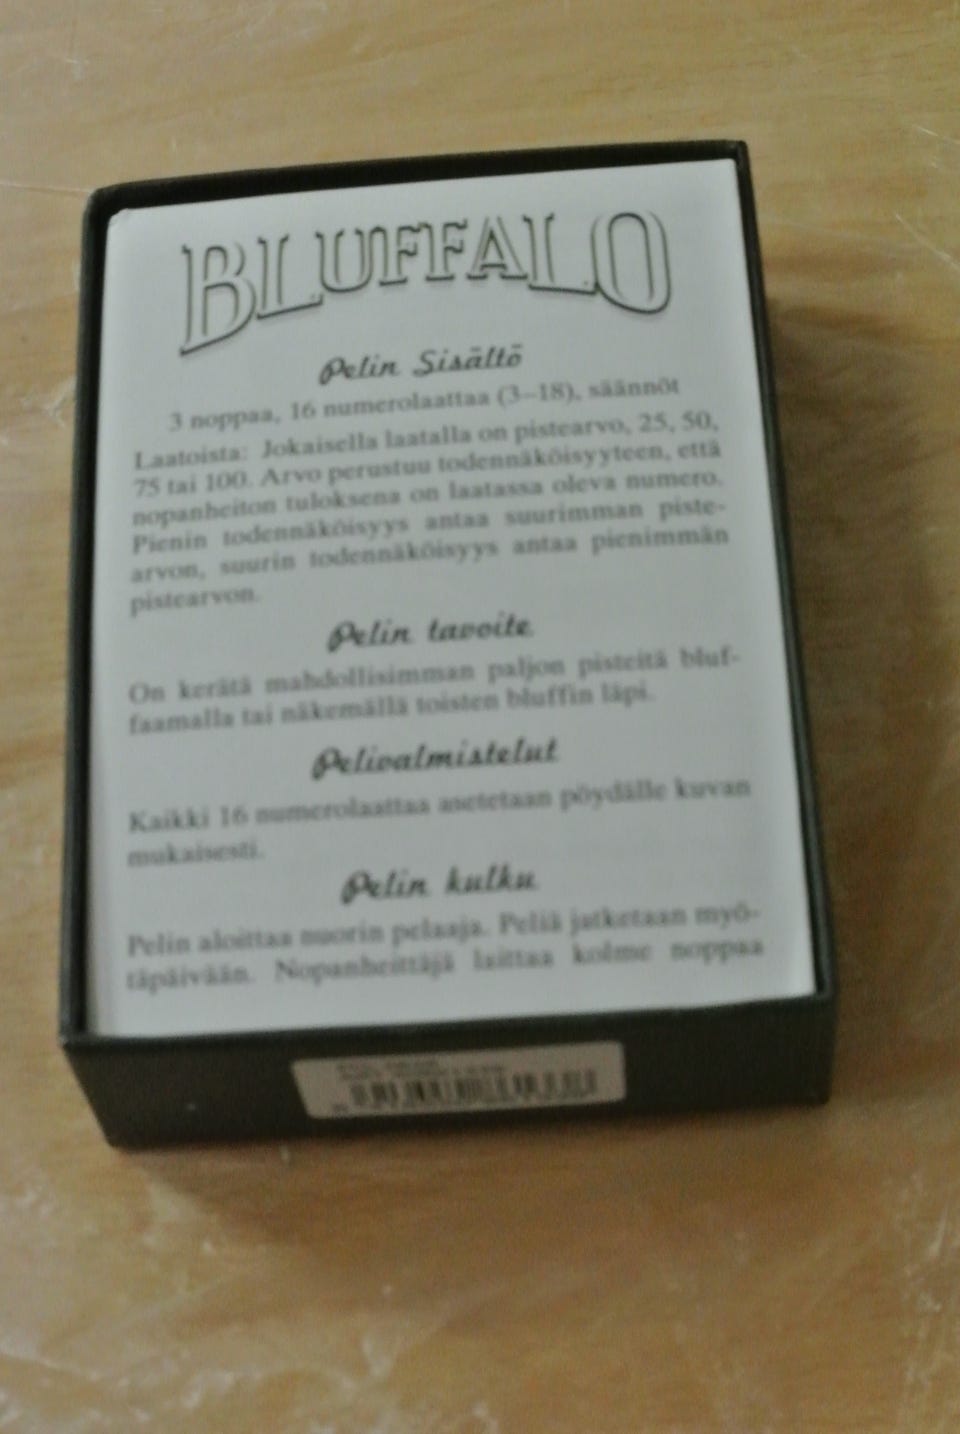 BLUFFALO
Pelin Sisältö
3 noppaa, 16 numerolaattaa (3–18), säännöt
Laatoista: Jokaisella laatalla on pistearvo, 25, 50,
75 tai 100. Arvo perustuu todennäköisyyteen, että
nopanheiton tuloksena on laatassa oleva numero.
Pienin todennäköisyys antaa suurimman piste-
arvon, suurin todennäköisyys antaa pienimmän
pistearvon.
Pelin tavoite
On kerätä mahdollisimman paljon pisteitä bluf-
faamalla tai näkemällä toisten bluffin läpi.
Pelivalmistelut
Kaikki 16 numerolaattaa asetetaan pöydälle kuvan
mukaisesti.
Pelin kulku
Pelin aloittaa nuorin pelaaja. Peliä jatketaan myö-
täpäivään. Nopanheittäjä laittaa kolme noppaa